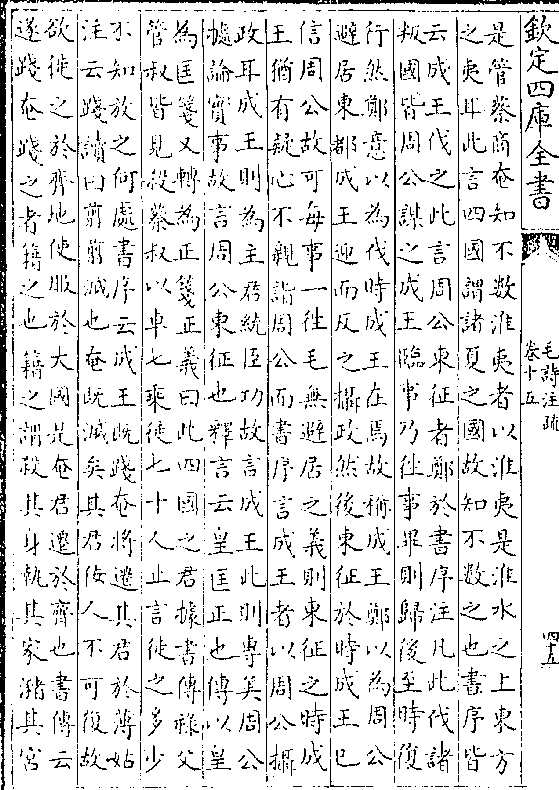 欽定四庫全書
毛詩注疏
卷十五
四十五
是管蔡商奄知不數淮夷者以淮夷是淮水之上東方
之夷耳此言四國謂諸夏之國故知不數之也書序皆
云成王伐之此言周公東征者鄭於書序注凡此伐諸
叛國皆周公謀之成王臨事乃往事畢則歸後至時復
行然鄭意以為伐時成王在焉故稱成王鄭以為周公
避居東都成王迎而反之攝政然後東征於時成王已
信周公故可每事一往毛無避居之義則東征之時成
王猶有疑心不親詣周公而書序言成王者以周公攝
政耳成王則為主君統臣功故言成王此則專美周公
據論實事故言周公東征也釋言云皇匡正也傳以皇
為匡箋又轉為正箋正義曰此四國之君據書傳祿父
管叔皆見殺蔡叔以車七乘徒七十人止言徒之多少
不知放之何處書序云成王既踐奄將遷其君於薄姑
注云踐讀曰剪剪滅也奄既滅矣其君佞人不可復故
欲徙之於齊地使服於大國是奄君遷於齊也書傳云
遂踐奄踐之者籍之也籍之謂殺其身執其家瀦其宮